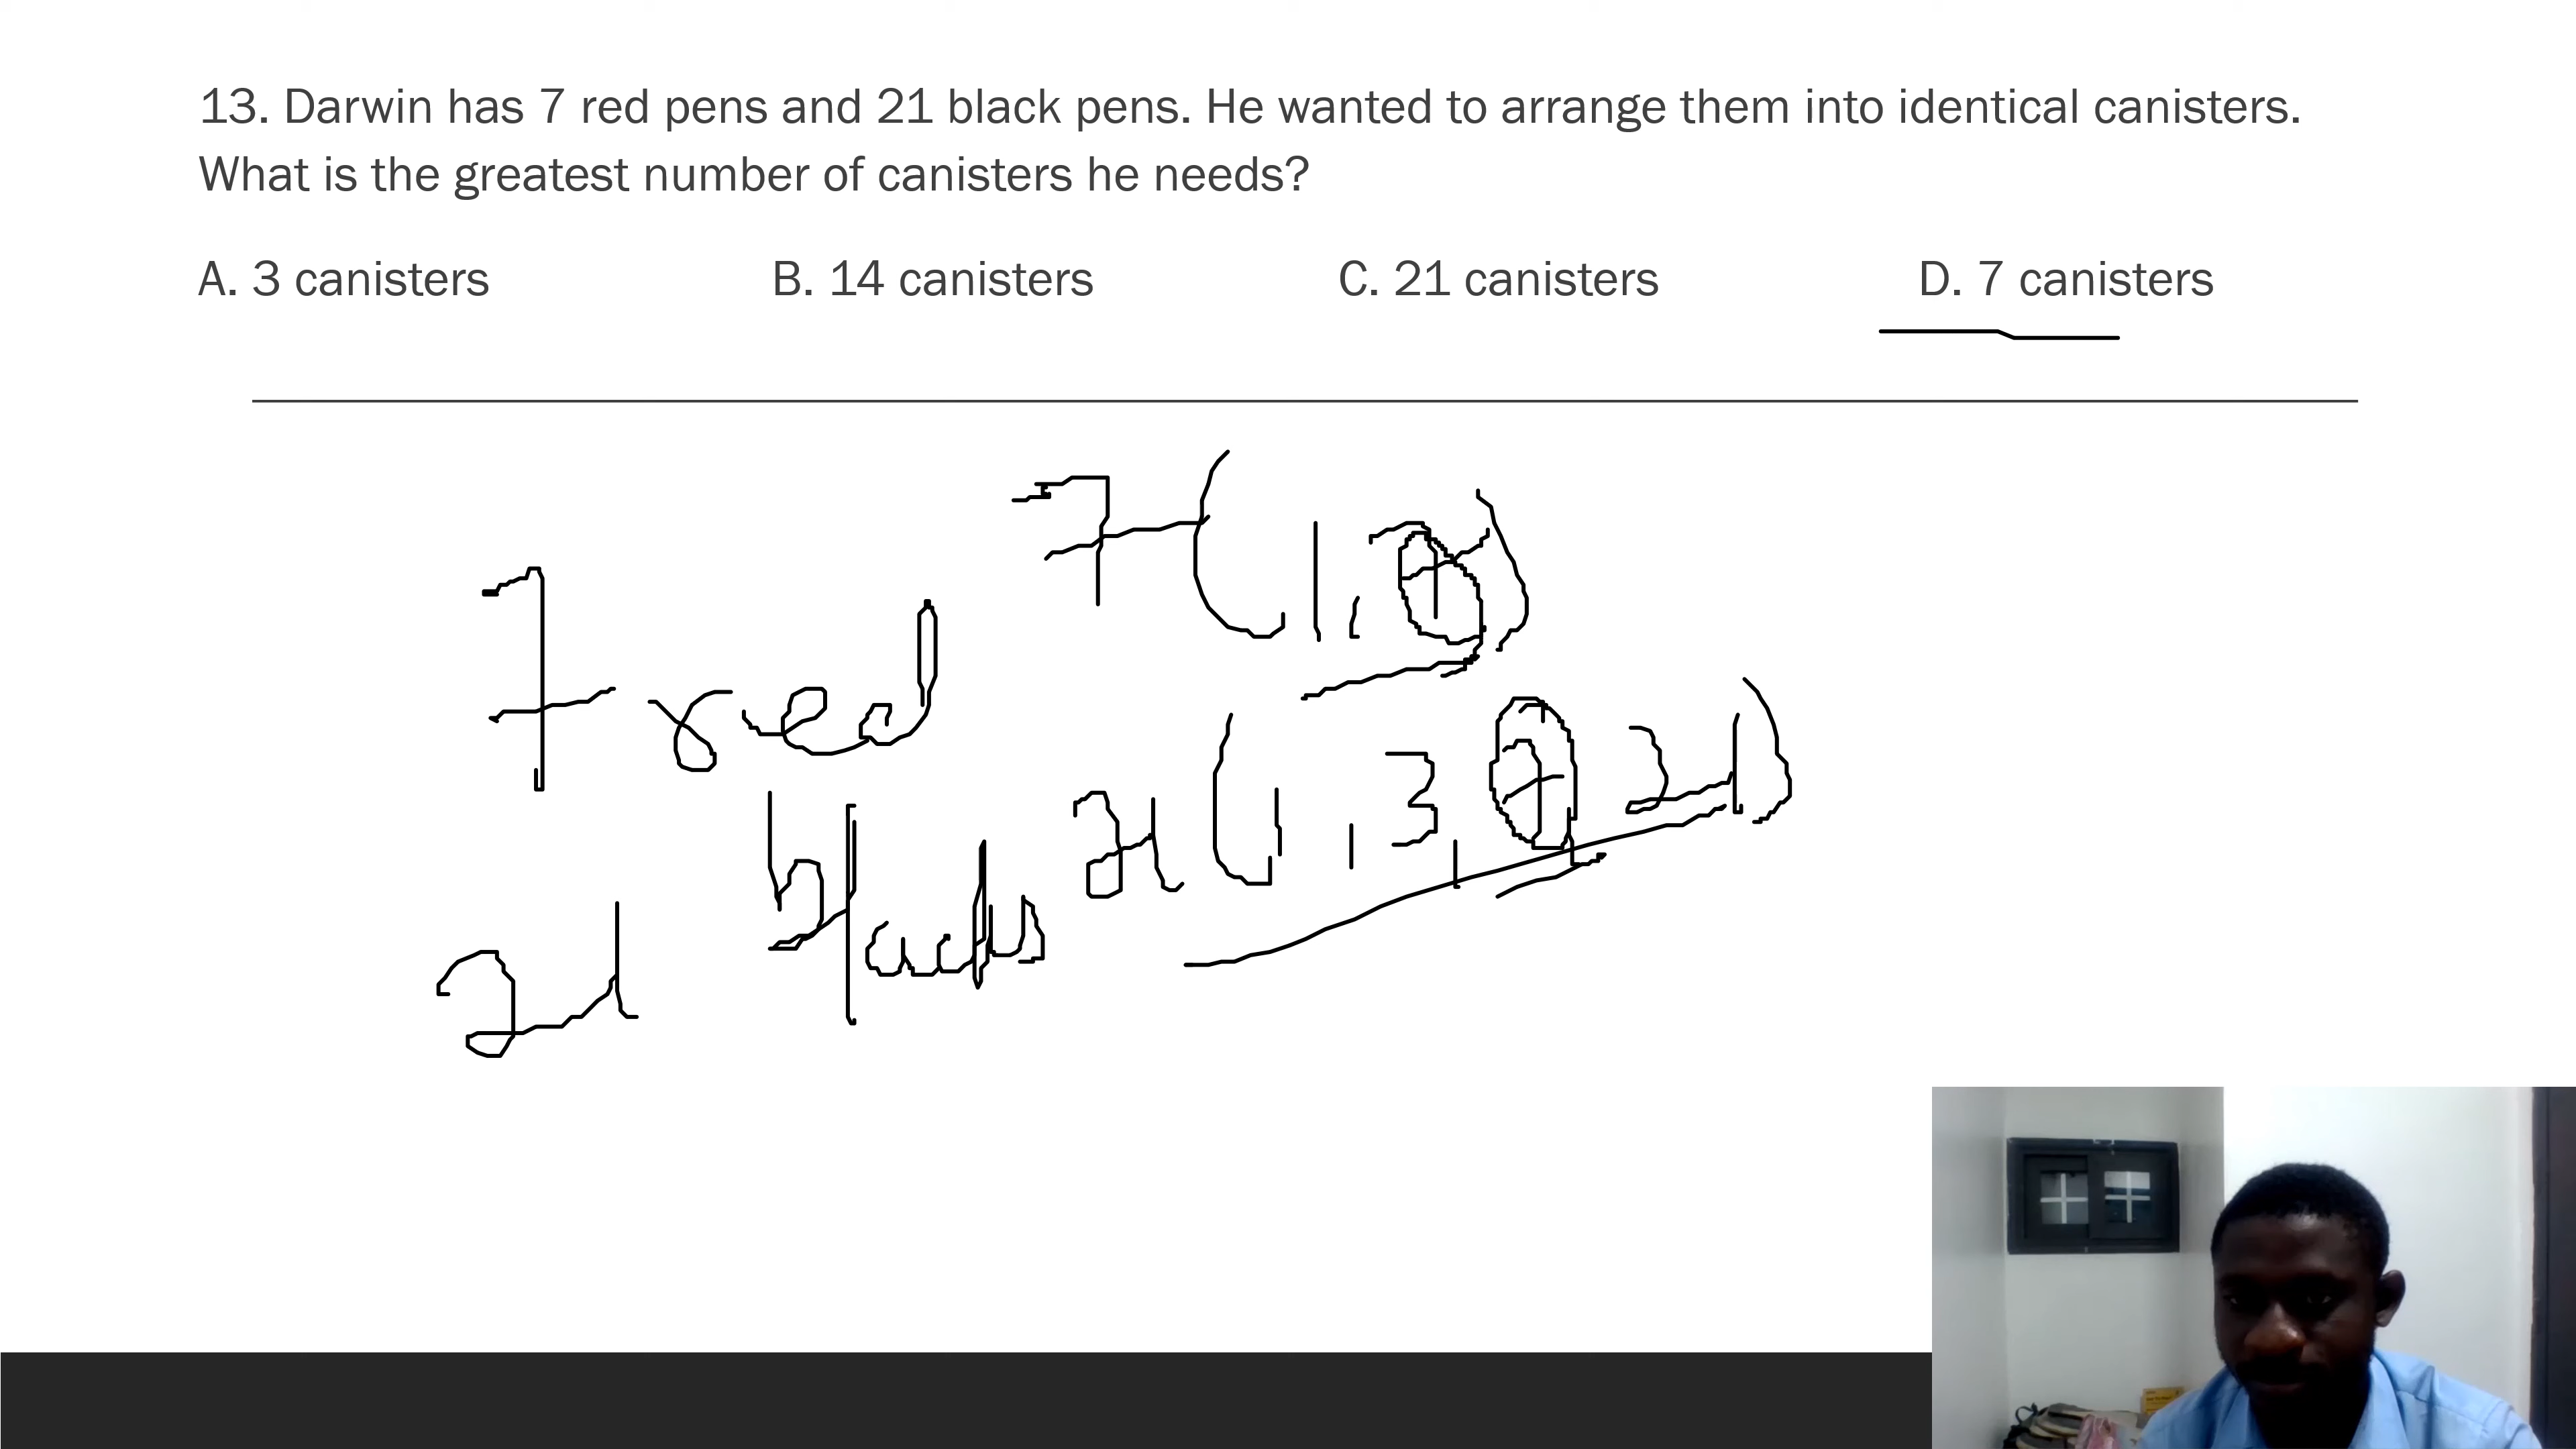 13. Darwin has 7 red pens and 21 black pens. He wanted to arrange them into identical canisters.
What is the greatest number of canisters he needs?
A. 3 canisters B. 14 canisters C. 21 canisters D. 7 canisters
7(1,7)
7 red
21(1,3,7,21)
21